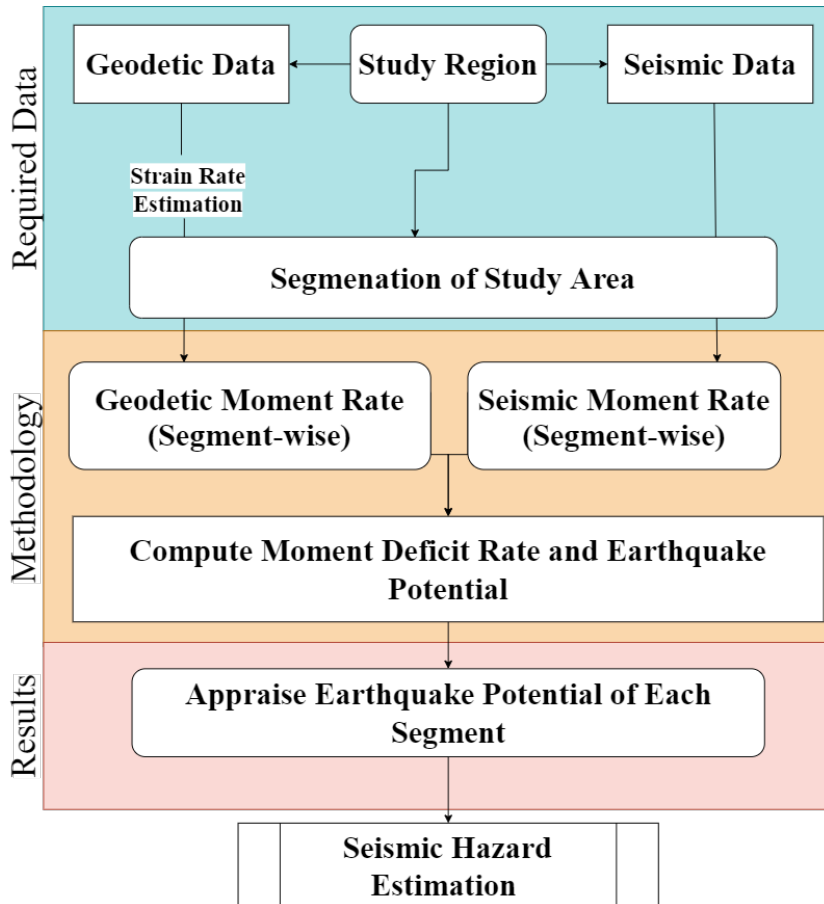 Required Data
Geodetic Data
Study Region
Seismic Data
Strain Rate
Estimation
Segmenation of Study Area
Methodology
Geodetic Moment Rate
(Segment-wise)
Seismic Moment Rate
(Segment-wise)
Compute Moment Deficit Rate and Earthquake
Potential
Results
Appraise Earthquake Potential of Each
Segment
Seismic Hazard
Estimation